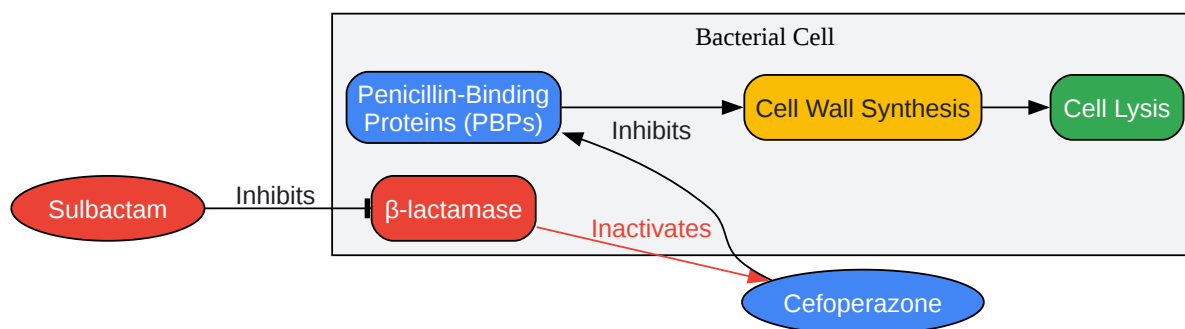 Bacterial Cell
Penicillin-Binding
Proteins (PBPs)
Cell Wall Synthesis
Cell Lysis
Inhibits
Sulbactam
Inhibits
β-lactamase
Inactivates
Cefoperazone